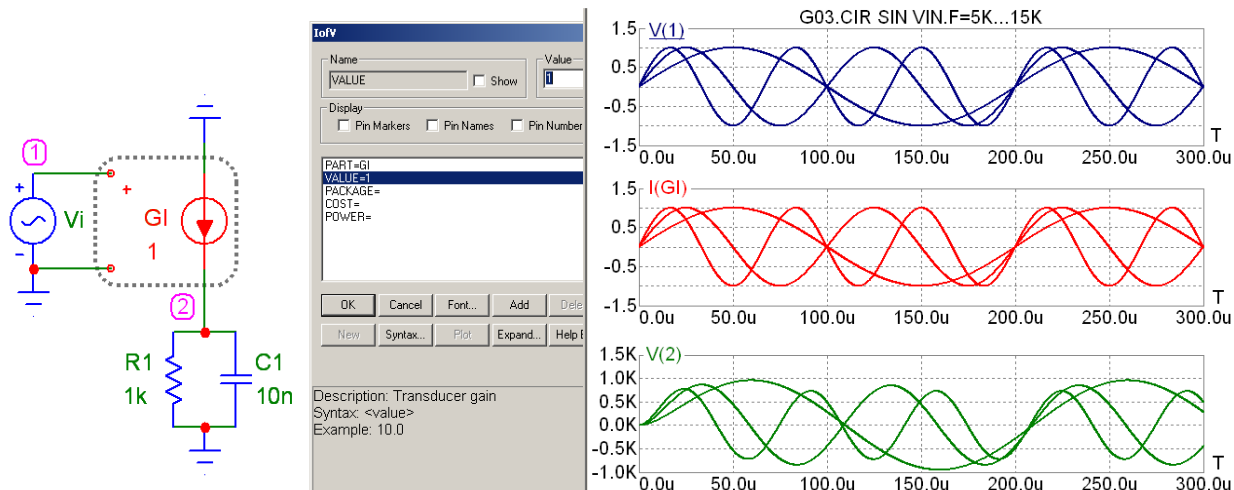 1
+
-
Vi
+
GI
1
2
R1
1k
C1
10n
IofV
Name
VALUE
Show
Value
1
Display
Pin Markers
Pin Names
Pin Number
PART=GI
VALUE=1
PACKAGE=
COST=
POWER=
OK
Cancel
Font...
Add
Dele
New
Syntax...
Plot
Expand...
Help
Description: Transducer gain
Syntax: <value>
Example: 10.0
G03.CIR SIN VIN.F=5K...15K
1.5 V(1)
0.5
-0.5
-1.5
T
0.0u 50.0u 100.0u 150.0u 200.0u 250.0u 300.0u
1.5 I(GI)
0.5
-0.5
-1.5
T
0.0u 50.0u 100.0u 150.0u 200.0u 250.0u 300.0u
1.5K V(2)
1.0K
0.5K
0.0K
-0.5K
-1.0K
T
0.0u 50.0u 100.0u 150.0u 200.0u 250.0u 300.0u